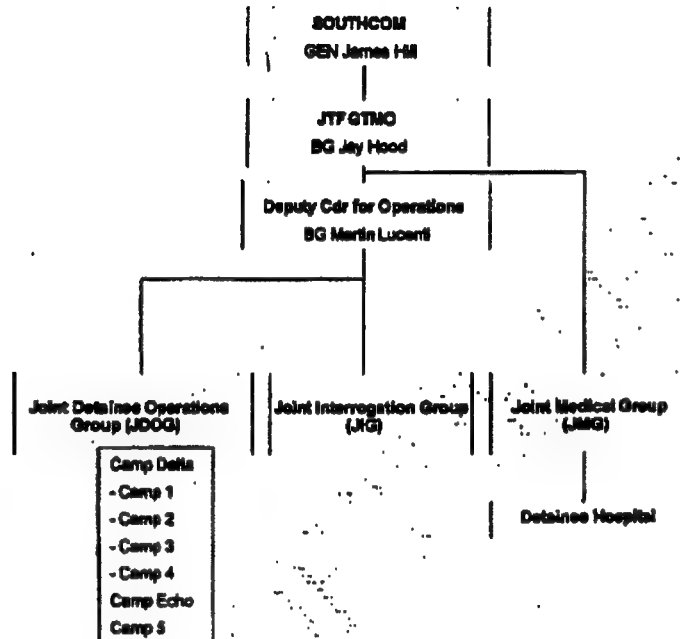 SOUTHCOM
GEN James Hill
JTF GTMO
BG Jay Hood
Deputy Cdr for Operations
BG Martin Lucenti
Joint Detainee Operations
Group (JDOG)
Joint Interrogation Group
(JIG)
Joint Medical Group
(JMG)
Camp Delta
- Camp 1
- Camp 2
- Camp 3
- Camp 4
Camp Echo
Camp 5
Detainee Hospital